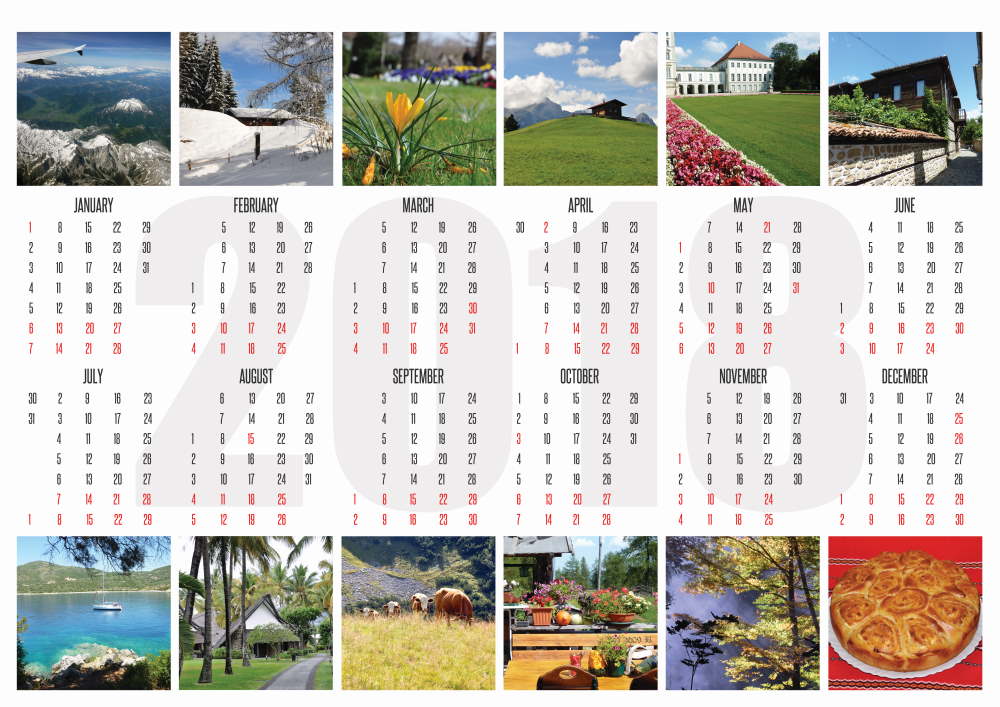 2018
JANUARY
1 8 15 22 29
2 9 16 23 30
3 10 17 24 31
4 11 18 25
5 12 19 26
6 13 20 27
7 14 21 28
FEBRUARY
5 12 19 26
6 13 20 27
7 14 21 28
1 8 15 22
2 9 16 23
3 10 17 24
4 11 18 25
MARCH
5 12 19 26
6 13 20 27
7 14 21 28
1 8 15 22 29
2 9 16 23 30
3 10 17 24 31
4 11 18 25
APRIL
30 2 9 16 23
3 10 17 24
4 11 18 25
5 12 19 26
6 13 20 27
7 14 21 28
1 8 15 22 29
MAY
7 14 21 28
1 8 15 22 29
2 9 16 23 30
3 10 17 24 31
4 11 18 25
5 12 19 26
6 13 20 27
JUNE
4 11 18 25
5 12 19 26
6 13 20 27
7 14 21 28
1 8 15 22 29
2 9 16 23 30
3 10 17 24
JULY
30 2 9 16 23
31 3 10 17 24
4 11 18 25
5 12 19 26
6 13 20 27
7 14 21 28
1 8 15 22 29
AUGUST
6 13 20 27
7 14 21 28
1 8 15 22 29
2 9 16 23 30
3 10 17 24 31
4 11 18 25
5 12 19 26
SEPTEMBER
3 10 17 24
4 11 18 25
5 12 19 26
6 13 20 27
7 14 21 28
1 8 15 22 29
2 9 16 23 30
OCTOBER
1 8 15 22 29
2 9 16 23 30
3 10 17 24 31
4 11 18 25
5 12 19 26
6 13 20 27
7 14 21 28
NOVEMBER
5 12 19 26
6 13 20 27
7 14 21 28
1 8 15 22 29
2 9 16 23 30
3 10 17 24
4 11 18 25
DECEMBER
31 3 10 17 24
4 11 18 25
5 12 19 26
6 13 20 27
7 14 21 28
1 8 15 22 29
2 9 16 23 30